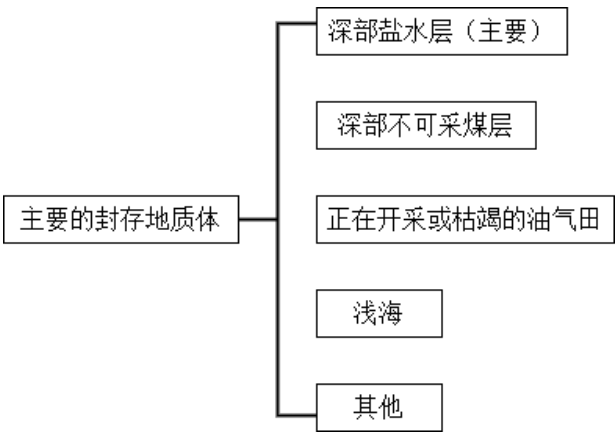 深部盐水层（主要）
深部不可采煤层
主要的封存地质体
正在开采或枯竭的油气田
浅海
其他